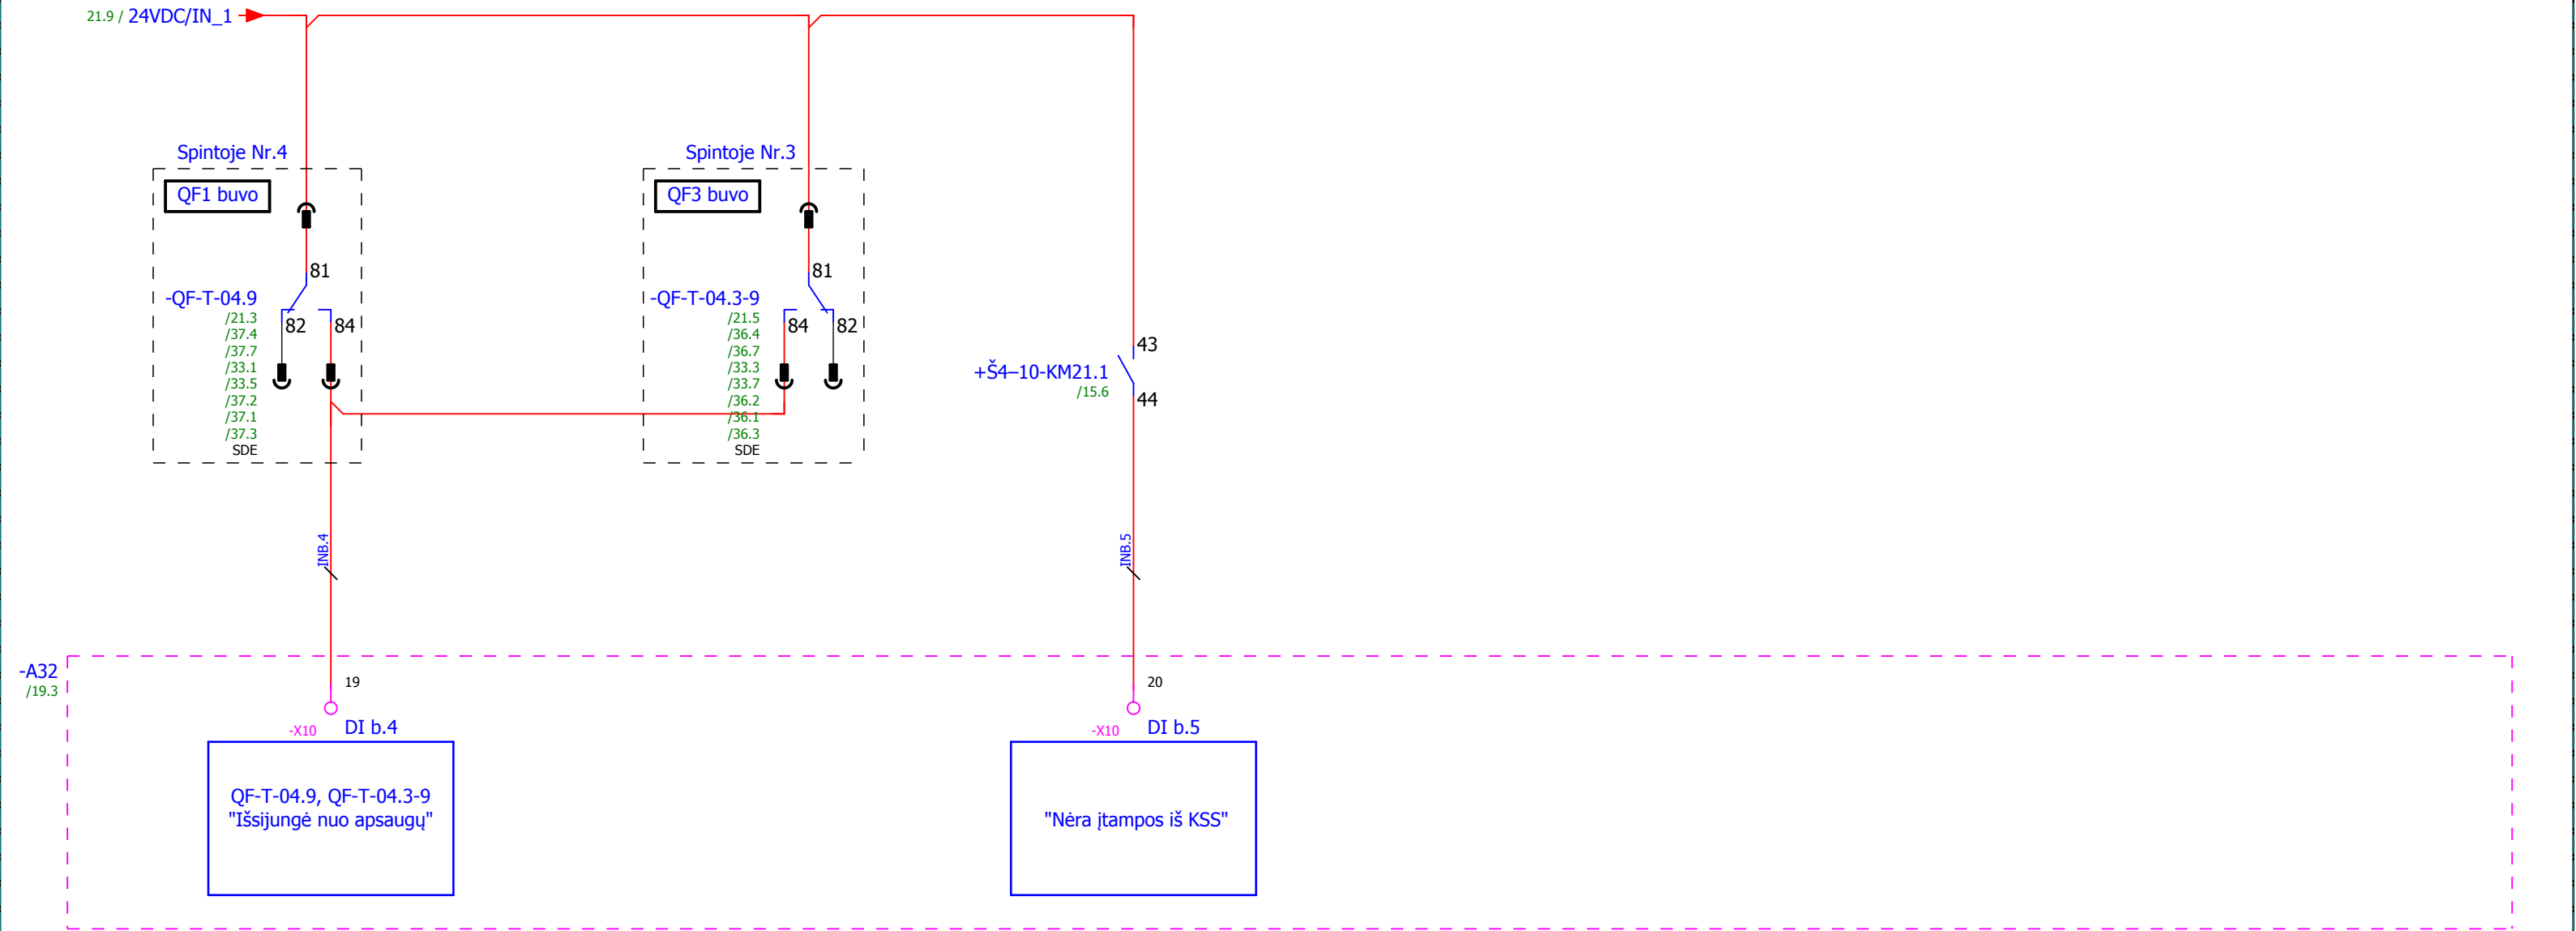 21.9 / 24VDC/IN_1
Spintoje Nr.4
QF1 buvo
81
-QF-T-04.9
82
84
/21.3
/37.4
/37.7
/33.1
/33.5
/37.2
/37.1
/37.3
SDE
Spintoje Nr.3
QF3 buvo
81
-QF-T-04.3-9
84
82
/21.5
/36.4
/36.7
/33.3
/33.7
/36.2
/36.1
/36.3
SDE
43
+Š4-10-KM21.1
/15.6
44
INB.4
INB.5
-A32
/19.3
19
-X10
DI b.4
QF-T-04.9, QF-T-04.3-9
"Išsijungė nuo apsaugų"
20
-X10
DI b.5
"Nėra įtampos iš KSS"